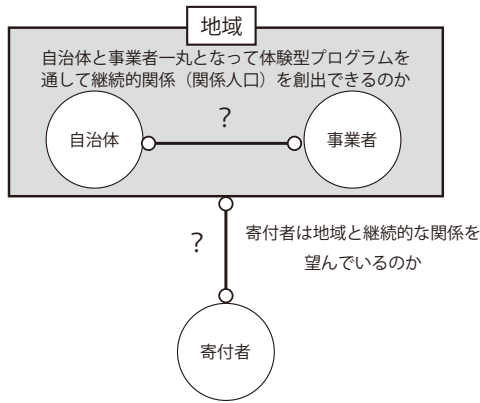 地域
自治体と事業者一丸となって体験型プログラムを
通して継続的関係（関係人口）を創出できるのか
？
自治体
事業者
？
寄付者は地域と継続的な関係を
望んでいるのか
寄付者